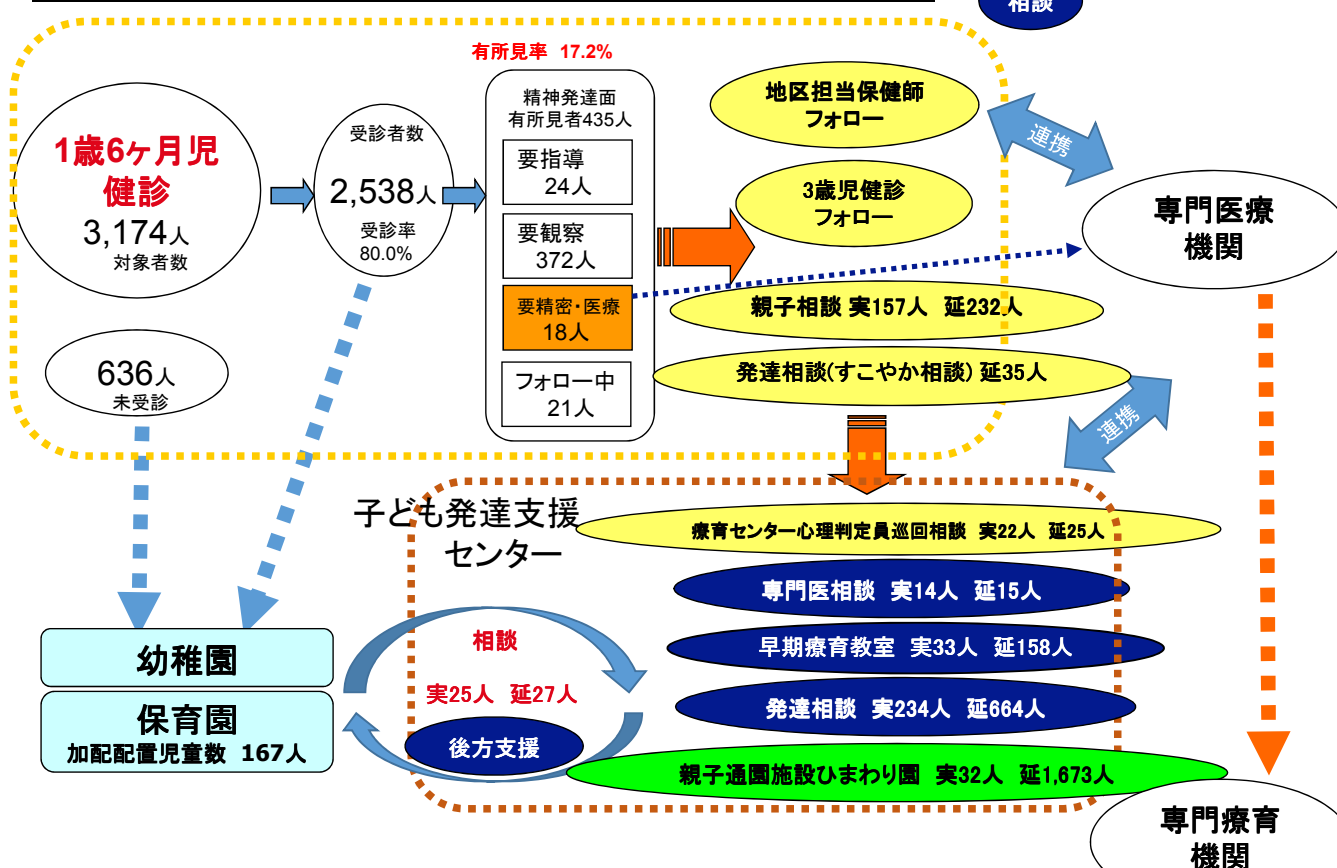 相談
有所見率 17.2%
1歳6ヶ月児
健診
3,174人
対象者数
受診者数
2,538人
受診率
80.0%
精神発達面
有所見者435人
要指導
24人
要観察
372人
要精密・医療
18人
フォロー中
21人
地区担当保健師
フォロー
3歳児健診
フォロー
連携
専門医療
機関
親子相談 実157人 延232人
発達相談(すこやか相談) 延35人
連携
636人
未受診
子ども発達支援
センター
療育センター心理判定員巡回相談 実22人 延25人
専門医相談 実14人 延15人
早期療育教室 実33人 延158人
発達相談 実234人 延664人
親子通園施設ひまわり園 実32人 延1,673人
幼稚園
保育園
加配配置児童数 167人
相談
実25人 延27人
後方支援
専門療育
機関